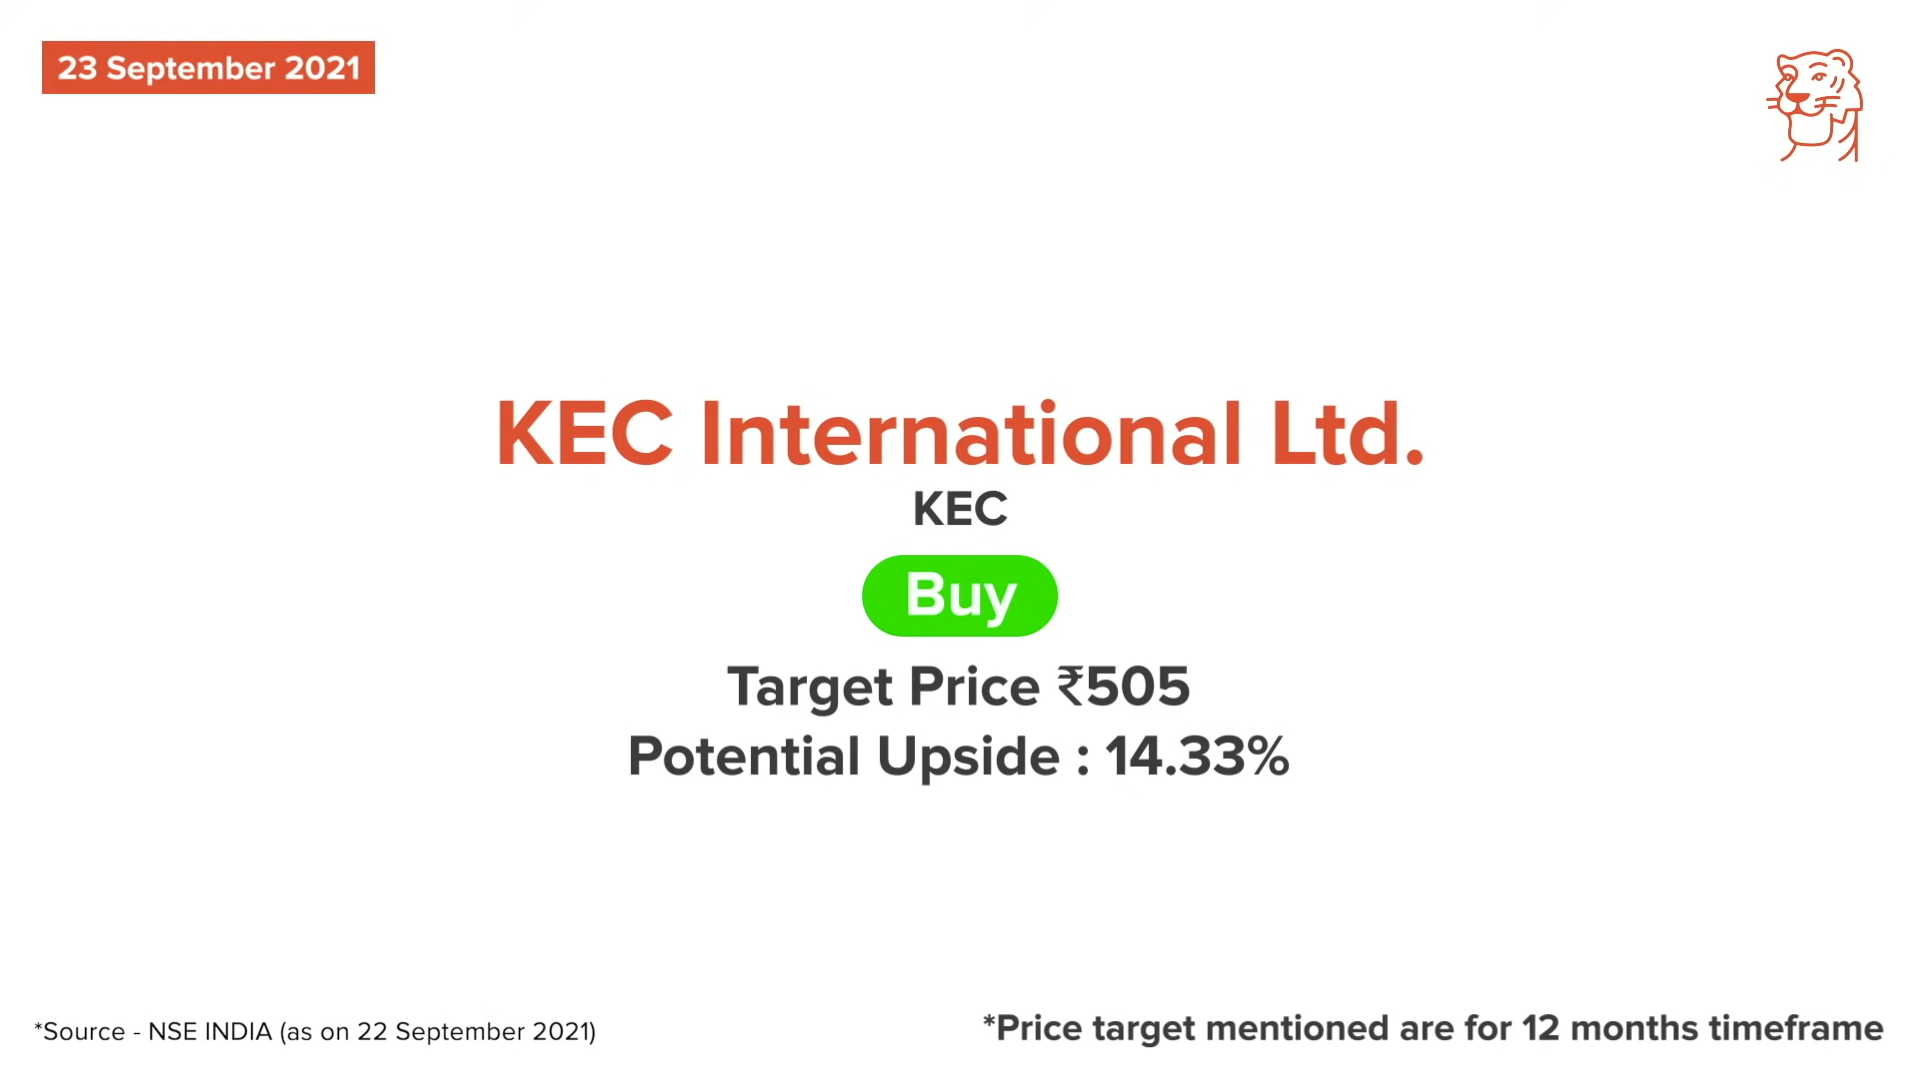 23 September 2021
KEC International Ltd.
KEC
Buy
Target Price ₹505
Potential Upside : 14.33%
*Source - NSE INDIA (as on 22 September 2021)
*Price target mentioned are for 12 months timeframe